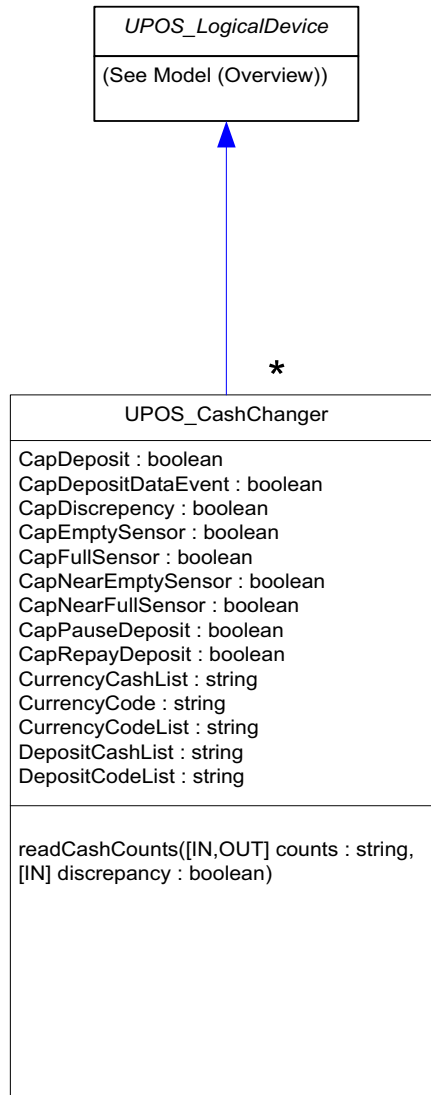 UPOS_LogicalDevice
(See Model (Overview))
*
UPOS_CashChanger
CapDeposit : boolean
CapDepositDataEvent : boolean
CapDiscrepency : boolean
CapEmptySensor : boolean
CapFullSensor : boolean
CapNearEmptySensor : boolean
CapNearFullSensor : boolean
CapPauseDeposit : boolean
CapRepayDeposit : boolean
CurrencyCashList : string
CurrencyCode : string
CurrencyCodeList : string
DepositCashList : string
DepositCodeList : string
readCashCounts([IN,OUT] counts : string,
[IN] discrepancy : boolean)